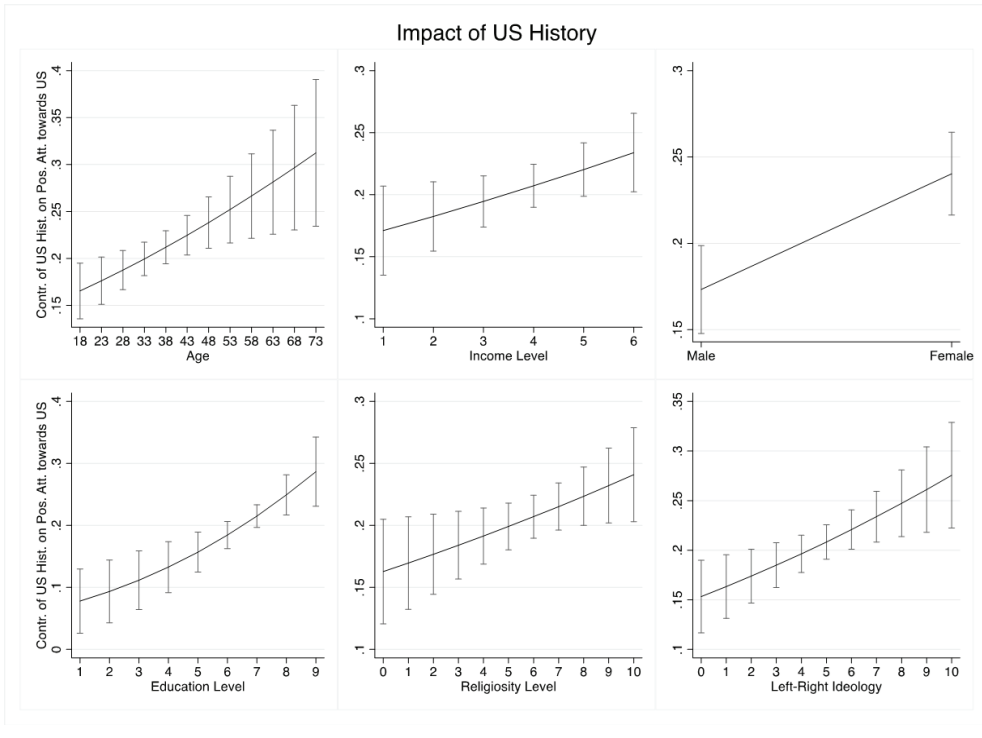 Impact of US History
Contr. of US Hist. on Pos. Att. towards US
.4
.35
.3
.25
.2
.15
18 23 28 33 38 43 48 53 58 63 68 73
Age
.3
.25
.2
.15
.1
1 2 3 4 5 6
Income Level
.3
.25
.2
.15
Male Female
Contr. of US Hist. on Pos. Att. towards US
.4
.3
.2
.1
0
1 2 3 4 5 6 7 8 9
Education Level
.3
.25
.2
.15
.1
0 1 2 3 4 5 6 7 8 9 10
Religiosity Level
.35
.3
.25
.2
.15
.1
0 1 2 3 4 5 6 7 8 9 10
Left-Right Ideology